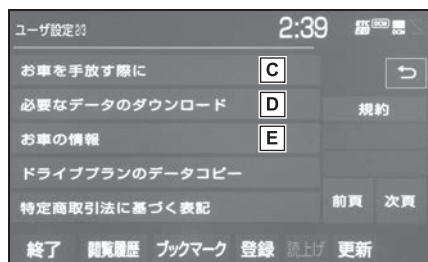 ユーザ設定2/3
2:39
ETC
DCM
お車を手放す際に
C
必要なデータのダウンロード
D
規約
お車の情報
E
ドライブプランのデータコピー
特定商取引法に基づく表記
前頁 次頁
終了 閲覧履歴 ブックマーク 登録 読上げ 更新